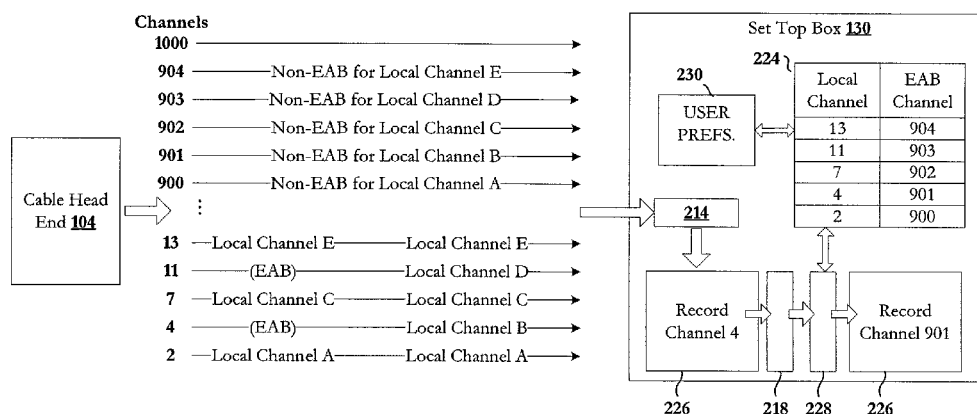 Channels
1000
904 Non-EAB for Local Channel E
903 Non-EAB for Local Channel D
902 Non-EAB for Local Channel C
901 Non-EAB for Local Channel B
900 Non-EAB for Local Channel A
⋮
13 Local Channel E Local Channel E
11 (EAB) Local Channel D
7 Local Channel C Local Channel C
4 (EAB) Local Channel B
2 Local Channel A Local Channel A
Cable Head
End 104
Set Top Box 130
230
USER
PREFS.
224
Local Channel EAB Channel
13 904
11 903
7 902
4 901
2 900
214
Record
Channel 4
Record
Channel 901
226 218 228 226